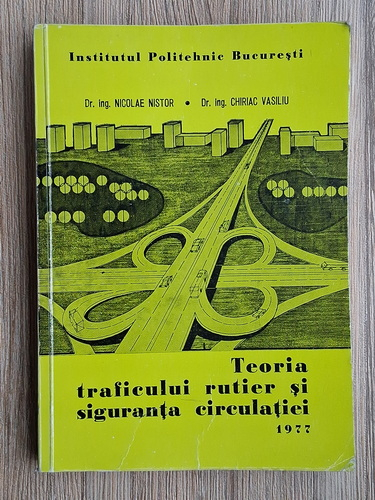 Institutul Politehnic București
Dr. ing. NICOLAE NISTOR • Dr. ing. CHIRIAC VASILIU
Teoria
traficului rutier și
siguranța circulației
1977